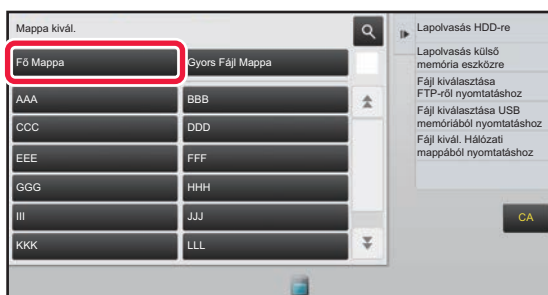 Mappa kivál.
Fő Mappa
Gyors Fájl Mappa
AAA
BBB
CCC
DDD
EEE
FFF
GGG
HHH
III
JJJ
KKK
LLL
Lapolvasás HDD-re
Lapolvasás külső
memória eszközre
Fájl kiválasztása
FTP-ről nyomtatáshoz
Fájl kiválasztása USB
memóriából nyomtatáshoz
Fájl kivál. Hálózati
mappából nyomtatáshoz
CA